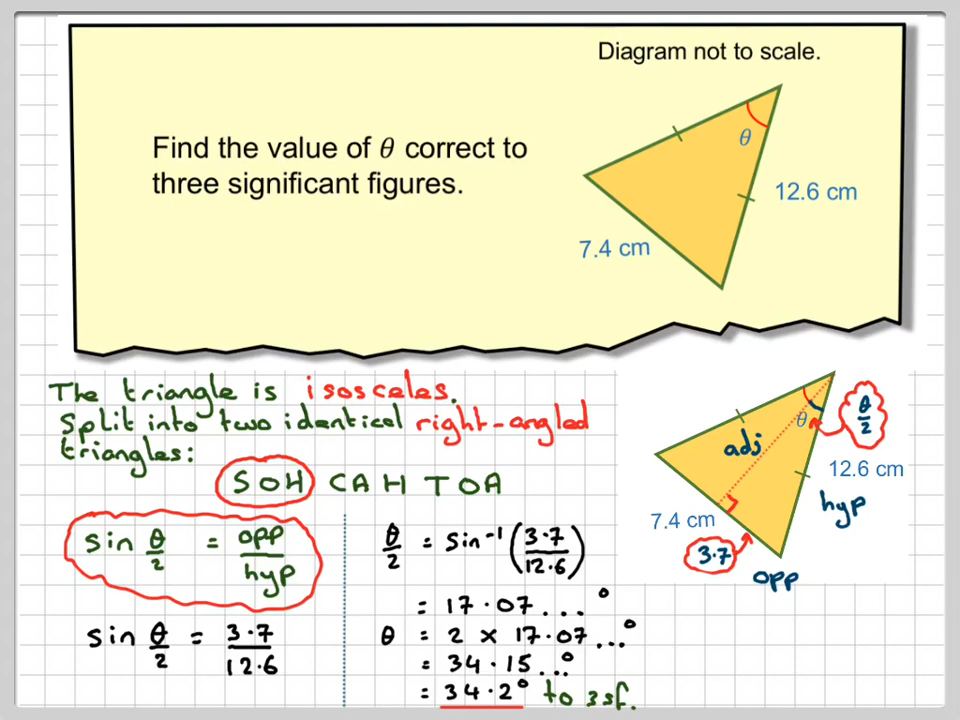 Diagram not to scale.
Find the value of θ correct to
three significant figures.
θ
12.6 cm
7.4 cm
The triangle is isosceles.
Split into two identical right-angled
triangles:
SOH CAH TOA
sin θ/2 = opp/hyp
sin θ/2 = 3.7/12.6
θ/2 = sin⁻¹ (3.7/12.6)
= 17.07...°
θ = 2 × 17.07...°
= 34.15...°
= 34.2° to 3sf.
θ/2
θ
adj
12.6 cm
hyp
7.4 cm
3.7
opp